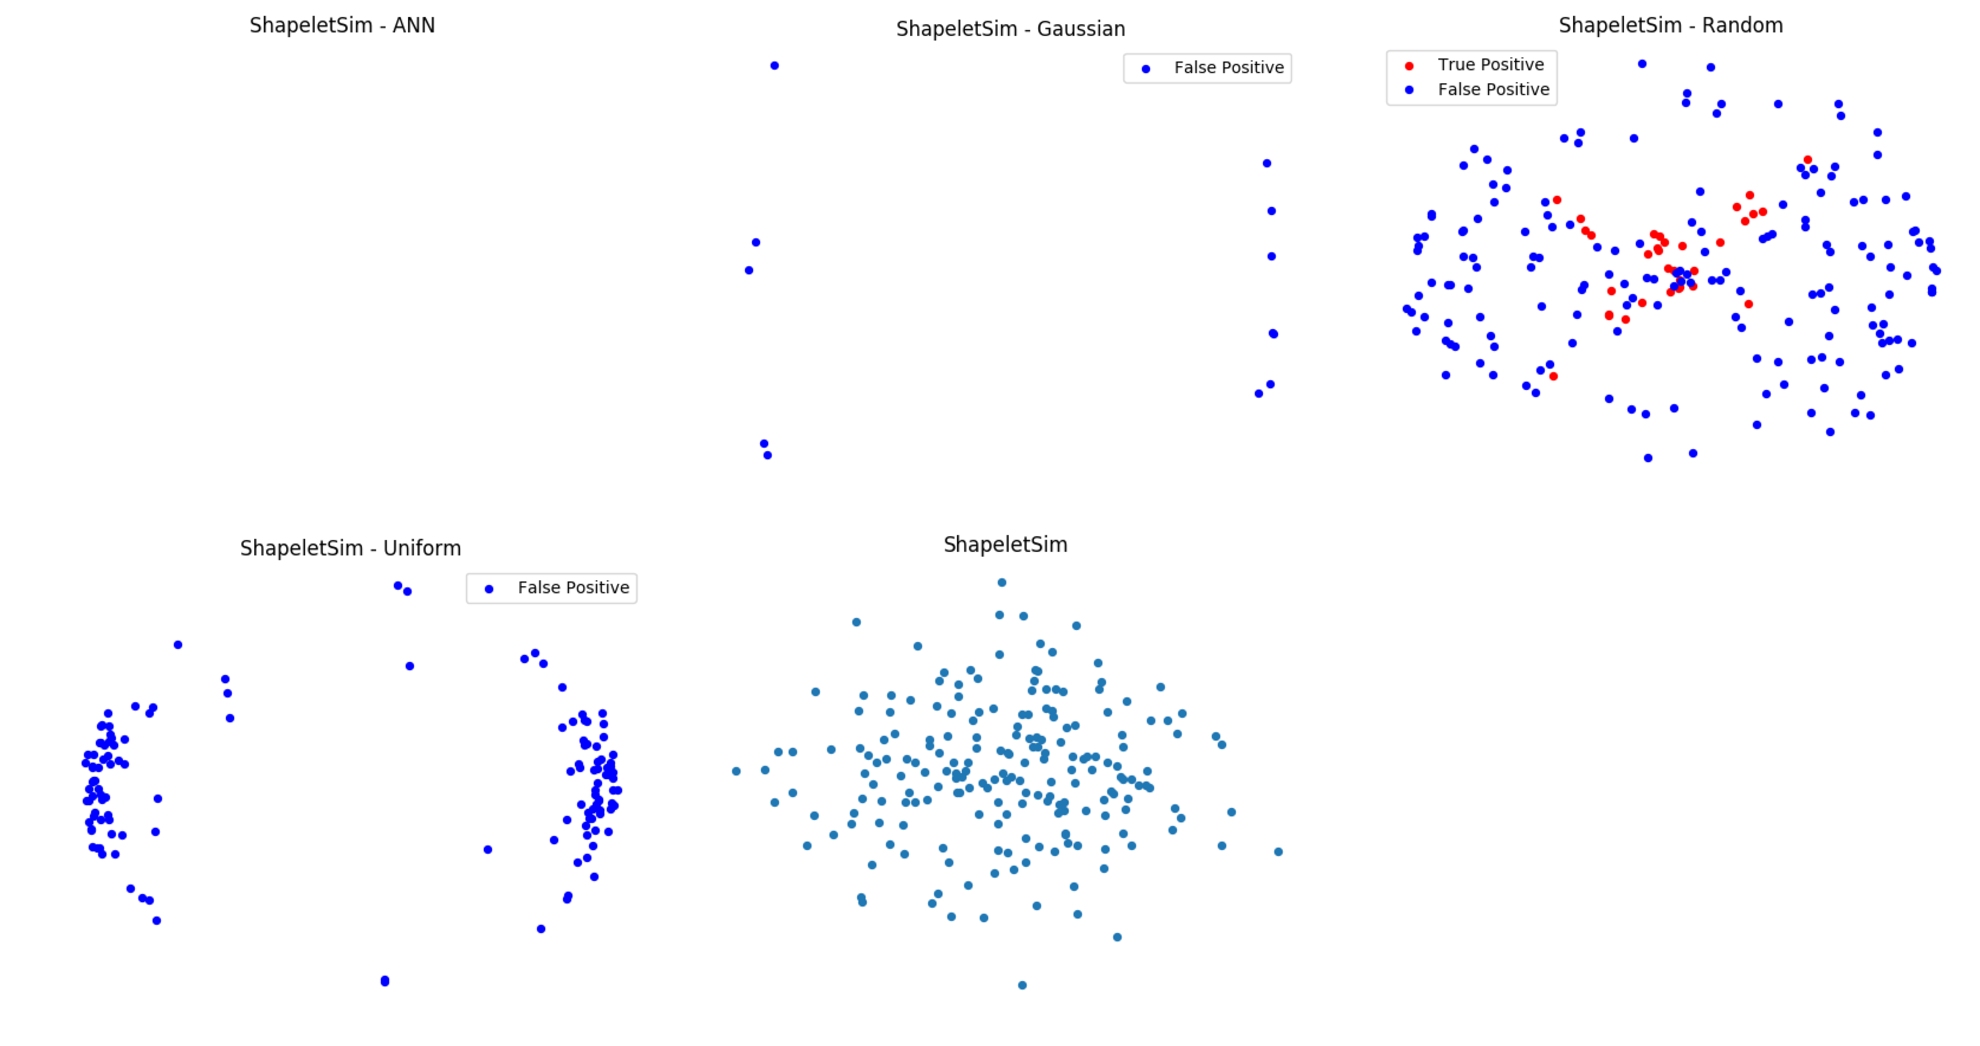 ShapeletSim - ANN
ShapeletSim - Gaussian
False Positive
ShapeletSim - Random
True Positive
False Positive
ShapeletSim - Uniform
False Positive
ShapeletSim